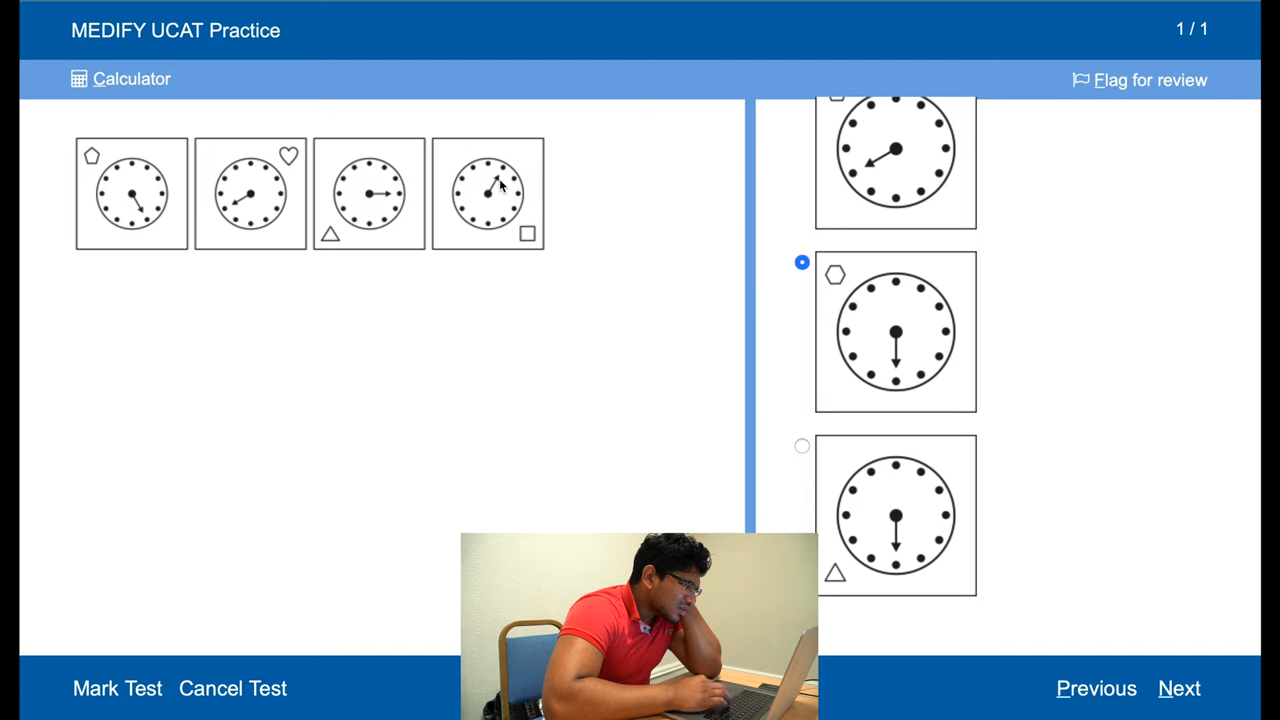 MEDIFY UCAT Practice
1 / 1
Calculator
Flag for review
Mark Test
Cancel Test
Previous
Next